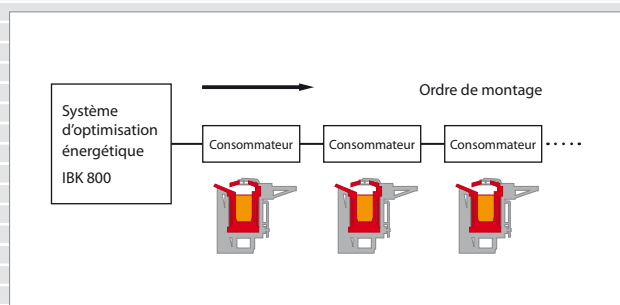 Ordre de montage
Système
d'optimisation
énergétique
IBK 800
Consommateur
Consommateur
Consommateur